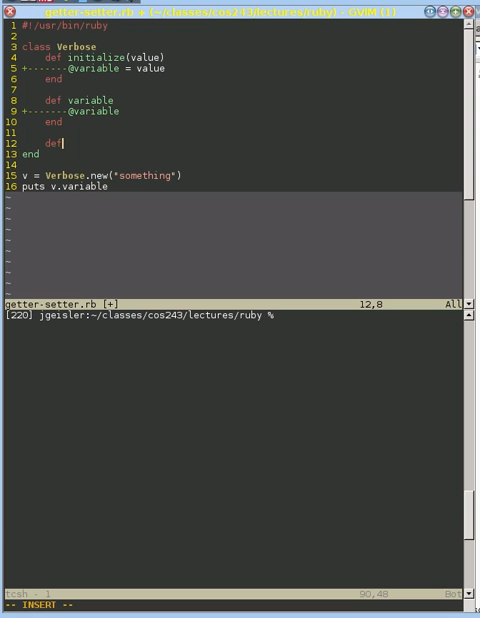 getter-setter.rb + (~/classes/cos243/lectures/ruby) - GVIM (1)
1 #!/usr/bin/ruby
2
3 class Verbose
4     def initialize(value)
5 +-------@variable = value
6     end
7
8     def variable
9 +-------@variable
10     end
11
12     def
13 end
14
15 v = Verbose.new("something")
16 puts v.variable
~
~
~
~
~
~
~
~
~
~
getter-setter.rb [+] 12,8 All
[220] jgeisler:~/classes/cos243/lectures/ruby %
tcsh - 1 90,48 Bot
-- INSERT --